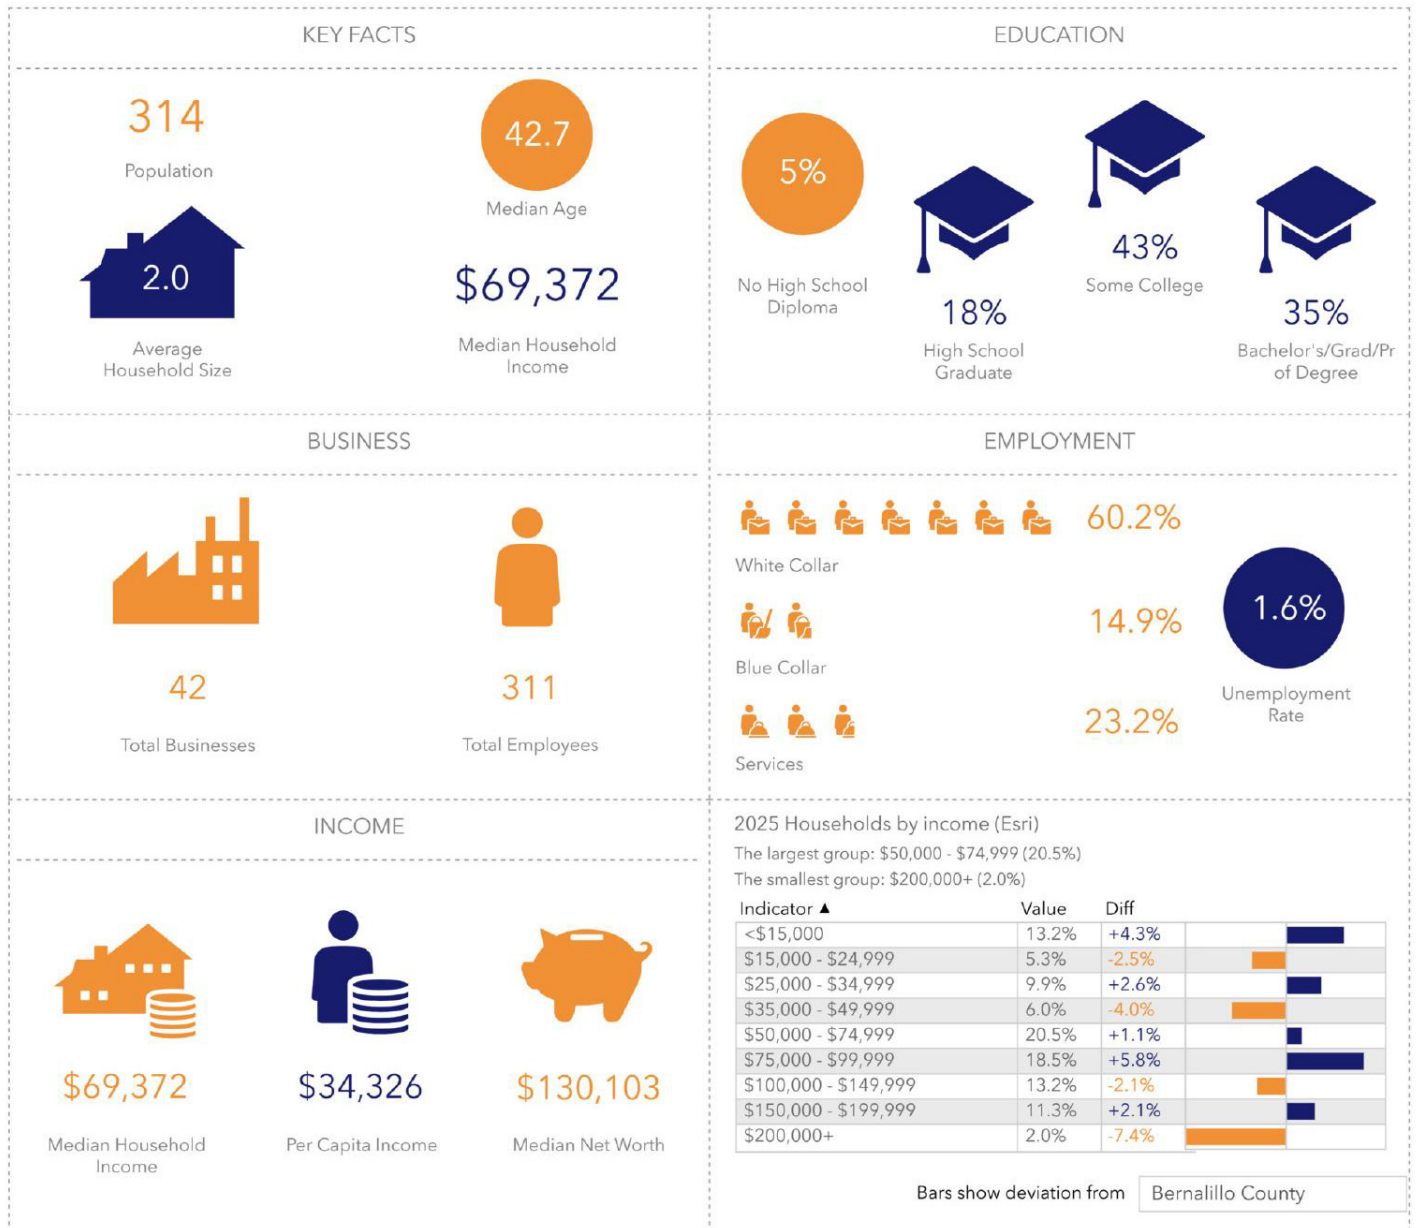 KEY FACTS
314
Population
42.7
Median Age
2.0
Average
Household Size
$69,372
Median Household
Income
EDUCATION
5%
No High School
Diploma
18%
High School
Graduate
43%
Some College
35%
Bachelor's/Grad/Pr
of Degree
BUSINESS
42
Total Businesses
311
Total Employees
EMPLOYMENT
60.2%
White Collar
14.9%
Blue Collar
23.2%
Services
1.6%
Unemployment
Rate
INCOME
$69,372
Median Household
Income
$34,326
Per Capita Income
$130,103
Median Net Worth
2025 Households by income (Esri)
The largest group: $50,000 - $74,999 (20.5%)
The smallest group: $200,000+ (2.0%)
Indicator ▲ Value Diff
<$15,000 13.2% +4.3%
$15,000 - $24,999 5.3% -2.5%
$25,000 - $34,999 9.9% +2.6%
$35,000 - $49,999 6.0% -4.0%
$50,000 - $74,999 20.5% +1.1%
$75,000 - $99,999 18.5% +5.8%
$100,000 - $149,999 13.2% -2.1%
$150,000 - $199,999 11.3% +2.1%
$200,000+ 2.0% -7.4%
Bars show deviation from Bernalillo County